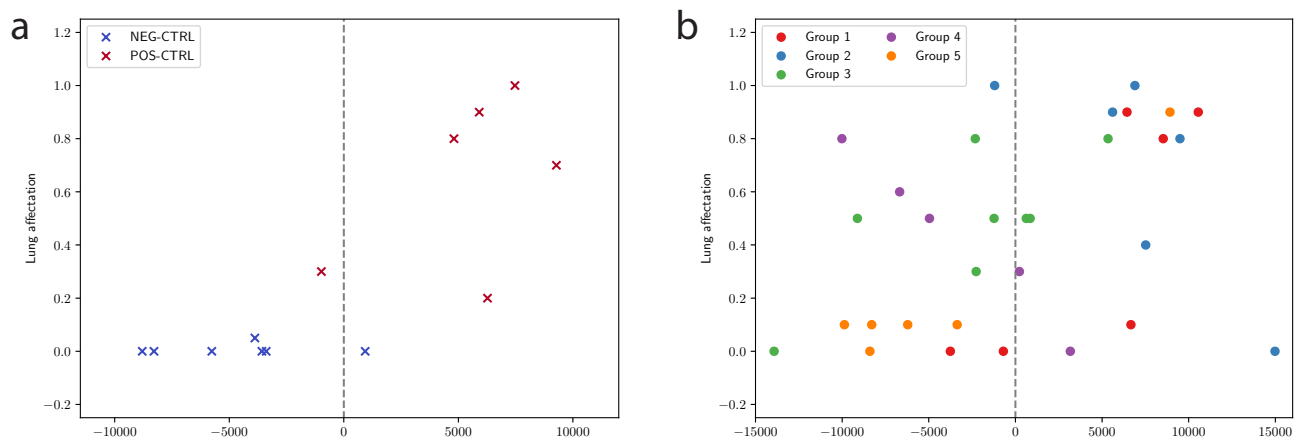 a
NEG-CTRL
POS-CTRL
Lung affectation
1.2
1.0
0.8
0.6
0.4
0.2
0.0
−0.2
−10000 −5000 0 5000 10000
b
Group 1 Group 4
Group 2 Group 5
Group 3
Lung affectation
1.2
1.0
0.8
0.6
0.4
0.2
0.0
−0.2
−15000 −10000 −5000 0 5000 10000 15000